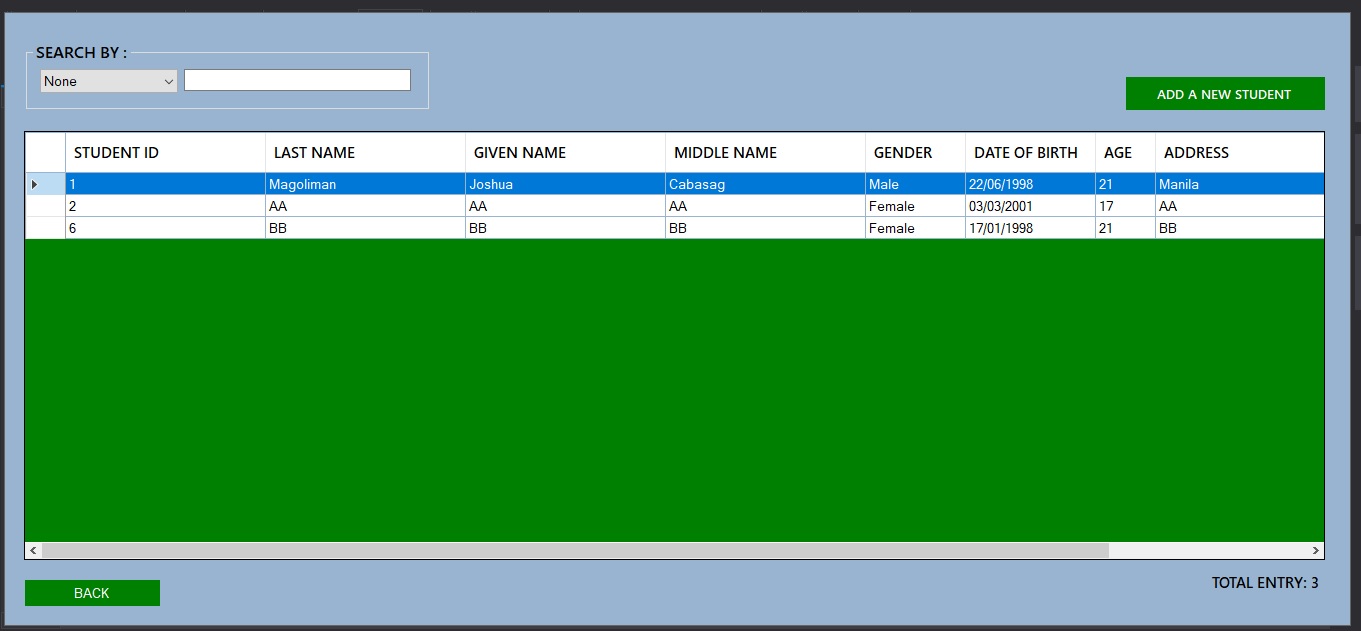 SEARCH BY :
None
ADD A NEW STUDENT
STUDENT ID LAST NAME GIVEN NAME MIDDLE NAME GENDER DATE OF BIRTH AGE ADDRESS
1 Magoliman Joshua Cabasag Male 22/06/1998 21 Manila
2 AA AA AA Female 03/03/2001 17 AA
6 BB BB BB Female 17/01/1998 21 BB
TOTAL ENTRY: 3
BACK